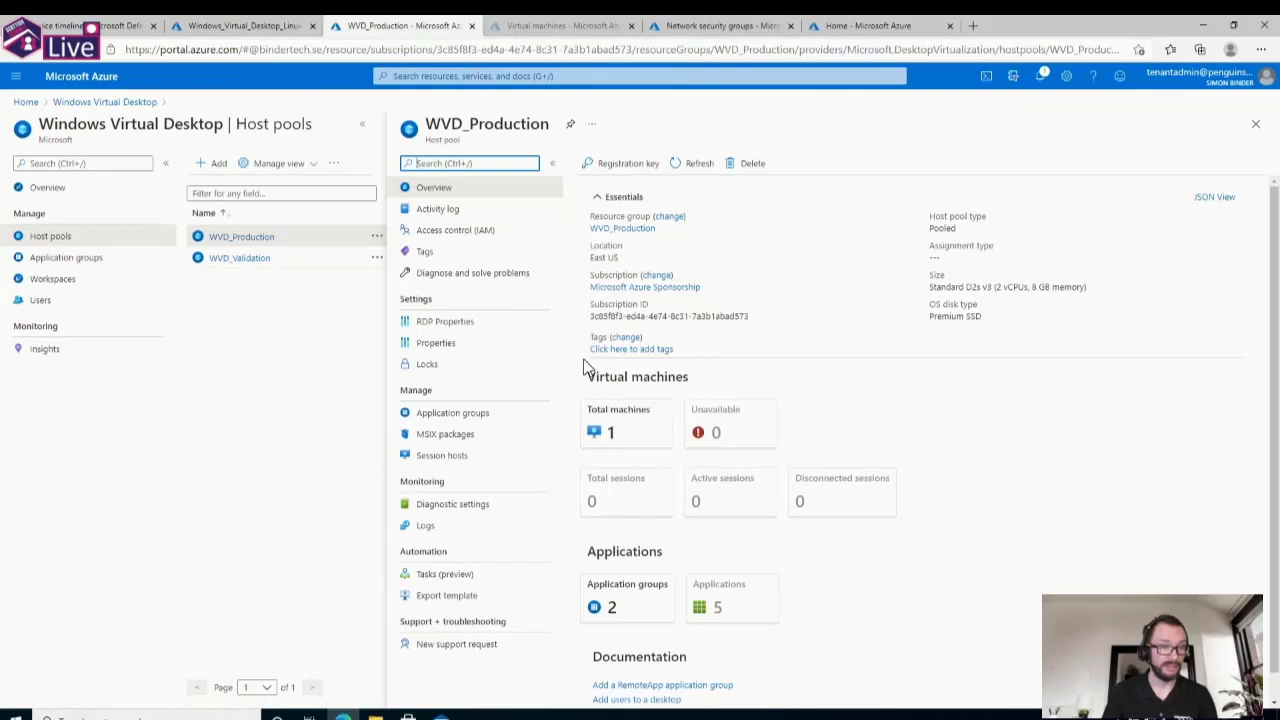 Live
ice timeline - Microsoft Def
Windows_Virtual_Desktop_Linu
WVD_Production - Microsoft Az
Virtual machines - Microsoft Az
Network security groups - Micros
Home - Microsoft Azure
https://portal.azure.com/#@bindertech.se/resource/subscriptions/3c85f8f3-ed4a-4e74-8c31-7a3b1abad573/resourceGroups/WVD_Production/providers/Microsoft.DesktopVirtualization/hostpools/WVD_Produc...
Microsoft Azure
Search resources, services, and docs (G+/)
1
tenantadmin@penguins...
SIMON BINDER
Home > Windows Virtual Desktop >
Windows Virtual Desktop | Host pools
Microsoft
Search (Ctrl+/)
Overview
Manage
Host pools
Application groups
Workspaces
Users
Monitoring
Insights
Add
Manage view
Filter for any field...
Name
WVD_Production
WVD_Validation
< Page 1 of 1 >
WVD_Production
Host pool
Search (Ctrl+/)
Overview
Activity log
Access control (IAM)
Tags
Diagnose and solve problems
Settings
RDP Properties
Properties
Locks
Manage
Application groups
MSIX packages
Session hosts
Monitoring
Diagnostic settings
Logs
Automation
Tasks (preview)
Export template
Support + troubleshooting
New support request
Registration key
Refresh
Delete
Essentials
JSON View
Resource group (change)
WVD_Production
Location
East US
Subscription (change)
Microsoft Azure Sponsorship
Subscription ID
3c85f8f3-ed4a-4e74-8c31-7a3b1abad573
Tags (change)
Click here to add tags
Host pool type
Pooled
Assignment type
---
Size
Standard D2s v3 (2 vCPUs, 8 GB memory)
OS disk type
Premium SSD
Virtual machines
Total machines
1
Unavailable
0
Total sessions
0
Active sessions
0
Disconnected sessions
0
Applications
Application groups
2
Applications
5
Documentation
Add a RemoteApp application group
Add users to a desktop